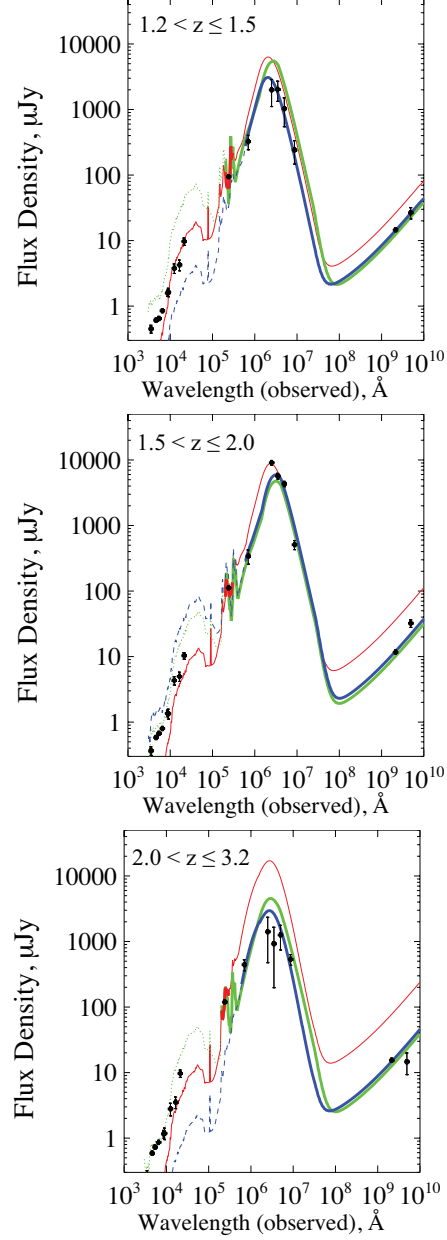 1.2 < z ≤ 1.5
10000
1000
100
10
1
Flux Density, μJy
10³ 10⁴ 10⁵ 10⁶ 10⁷ 10⁸ 10⁹ 10¹⁰
Wavelength (observed), Å
1.5 < z ≤ 2.0
10000
1000
100
10
1
Flux Density, μJy
10³ 10⁴ 10⁵ 10⁶ 10⁷ 10⁸ 10⁹ 10¹⁰
Wavelength (observed), Å
2.0 < z ≤ 3.2
10000
1000
100
10
1
Flux Density, μJy
10³ 10⁴ 10⁵ 10⁶ 10⁷ 10⁸ 10⁹ 10¹⁰
Wavelength (observed), Å